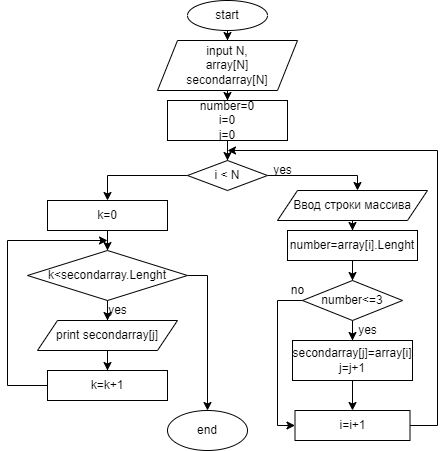 start
input N,
array[N]
secondarray[N]
number=0
i=0
i=0
i < N
yes
k=0
Ввод строки массива
number=array[i].Lenght
k<secondarray.Lenght
no
number<=3
yes
yes
print secondarray[j]
secondarray[j]=array[i]
j=j+1
k=k+1
i=i+1
end